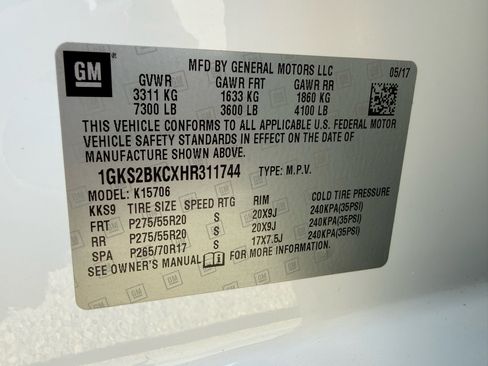 GM
MFD BY GENERAL MOTORS LLC 05/17
GVWR GAWR FRT GAWR RR
3311 KG 1633 KG 1860 KG
7300 LB 3600 LB 4100 LB
THIS VEHICLE CONFORMS TO ALL APPLICABLE U.S. FEDERAL MOTOR
VEHICLE SAFETY STANDARDS IN EFFECT ON THE DATE OF
MANUFACTURE SHOWN ABOVE.
1GKS2BKCXHR311744 TYPE: M.P.V.
MODEL: K15706
KKS9 TIRE SIZE SPEED RTG RIM COLD TIRE PRESSURE
FRT P275/55R20 S 20X9J 240KPA(35PSI)
RR P275/55R20 S 20X9J 240KPA(35PSI)
SPA P265/70R17 S 17X7.5J 240KPA(35PSI)
SEE OWNER'S MANUAL FOR MORE INFORMATION.